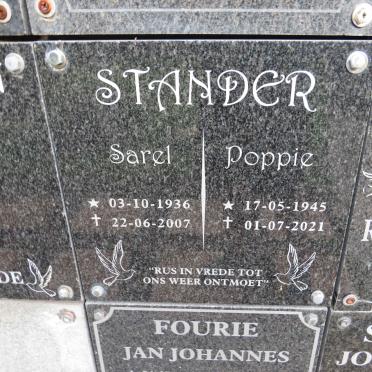 STANDER
Sarel Poppie
★ 03-10-1936 ★ 17-05-1945
✝ 22-06-2007 ✝ 01-07-2021
"RUS IN VREDE TOT
ONS WEER ONTMOET"
FOURIE
JAN JOHANNES